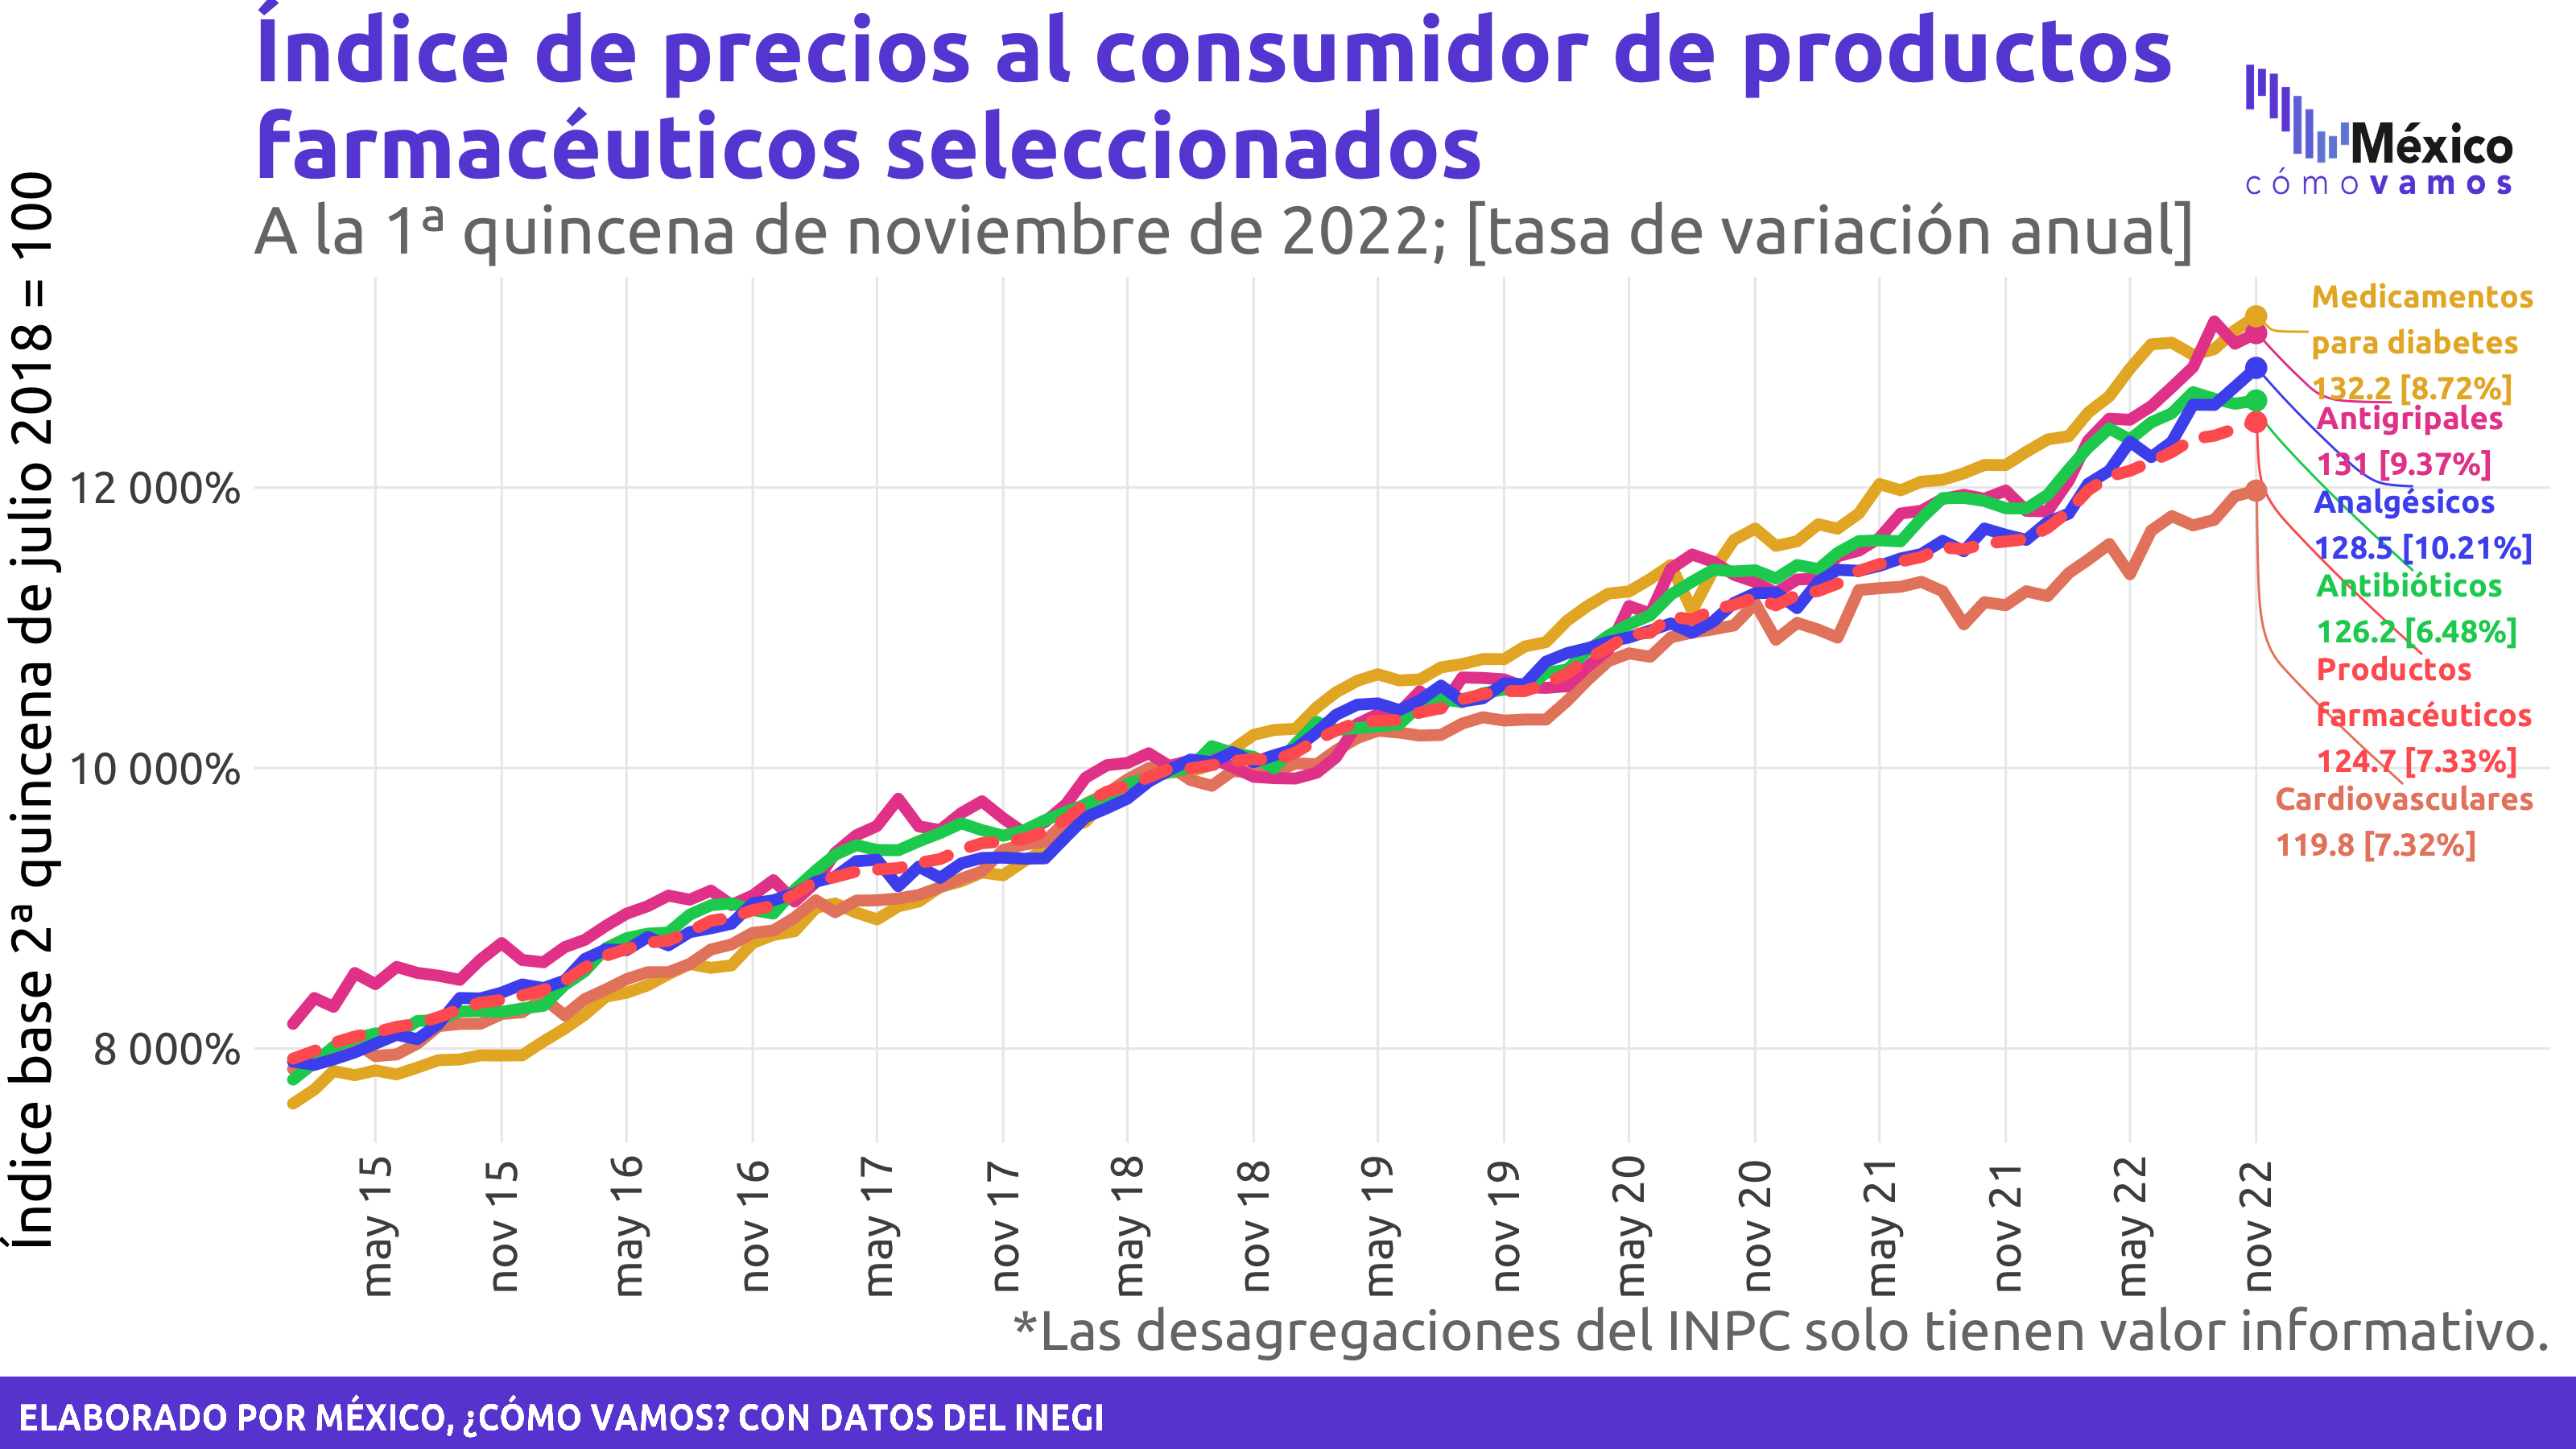 Índice de precios al consumidor de productos
farmacéuticos seleccionados
A la 1ª quincena de noviembre de 2022; [tasa de variación anual]
México
cómo vamos
Índice base 2ª quincena de julio 2018 = 100
12 000%
10 000%
8 000%
Medicamentos
para diabetes
132.2 [8.72%]
Antigripales
131 [9.37%]
Analgésicos
128.5 [10.21%]
Antibióticos
126.2 [6.48%]
Productos
farmacéuticos
124.7 [7.33%]
Cardiovasculares
119.8 [7.32%]
may 15
nov 15
may 16
nov 16
may 17
nov 17
may 18
nov 18
may 19
nov 19
may 20
nov 20
may 21
nov 21
may 22
nov 22
*Las desagregaciones del INPC solo tienen valor informativo.
ELABORADO POR MÉXICO, ¿CÓMO VAMOS? CON DATOS DEL INEGI